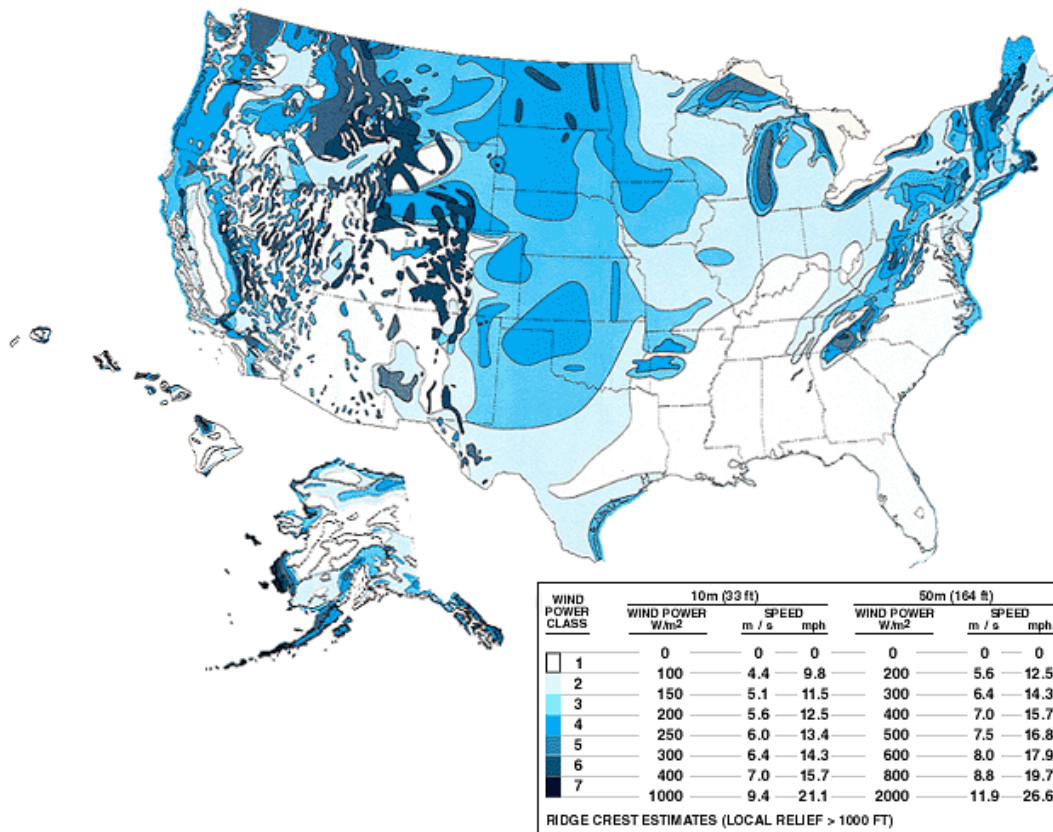 WIND POWER CLASS 10m (33 ft) 50m (164 ft)
WIND POWER W/m² SPEED m / s mph WIND POWER W/m² SPEED m / s mph
0 0 0 0 0 0
1
100 4.4 9.8 200 5.6 12.5
2
150 5.1 11.5 300 6.4 14.3
3
200 5.6 12.5 400 7.0 15.7
4
250 6.0 13.4 500 7.5 16.8
5
300 6.4 14.3 600 8.0 17.9
6
400 7.0 15.7 800 8.8 19.7
7
1000 9.4 21.1 2000 11.9 26.6
RIDGE CREST ESTIMATES (LOCAL RELIEF > 1000 FT)